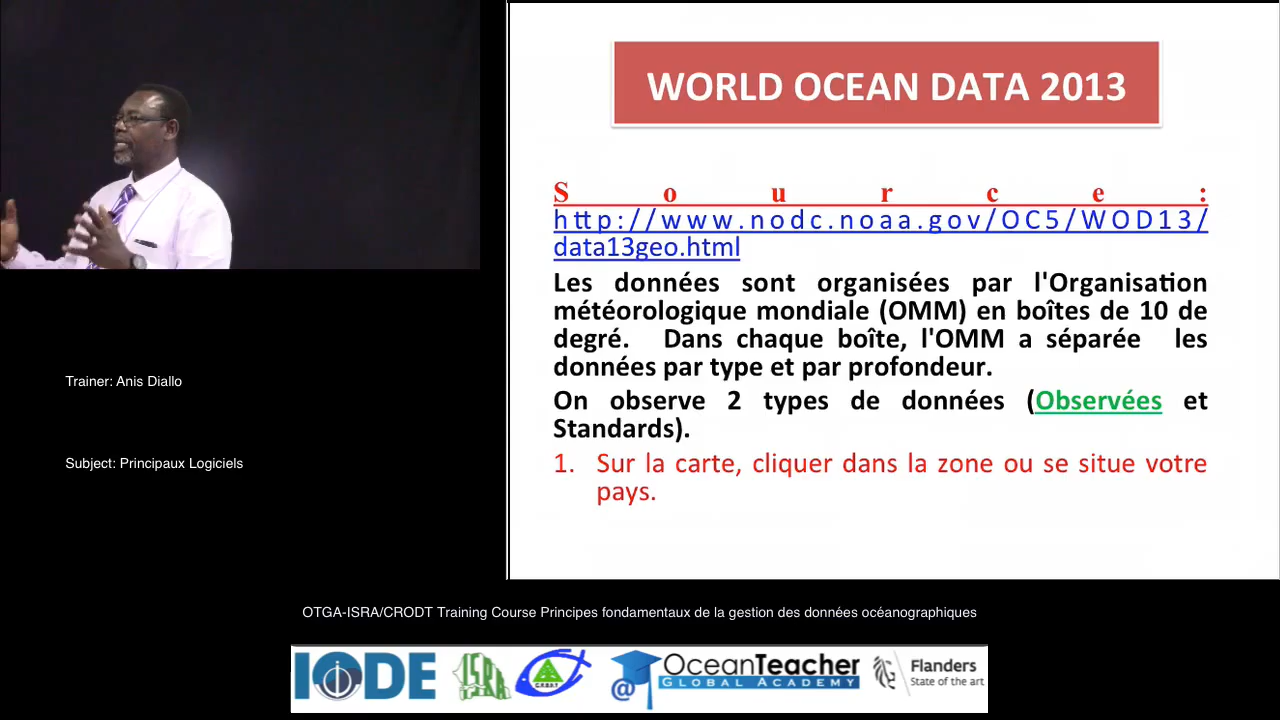 WORLD OCEAN DATA 2013
Source:
http://www.nodc.noaa.gov/OC5/WOD13/
data13geo.html
Les données sont organisées par l'Organisation
météorologique mondiale (OMM) en boîtes de 10 de
degré. Dans chaque boîte, l'OMM a séparée les
données par type et par profondeur.
On observe 2 types de données (Observées et
Standards).
1. Sur la carte, cliquer dans la zone ou se situe votre
pays.
Trainer: Anis Diallo
Subject: Principaux Logiciels
OTGA-ISRA/CRODT Training Course Principes fondamentaux de la gestion des données océanographiques
IODE
ISRA
OceanTeacher
GLOBAL ACADEMY
@
Flanders
State of the art